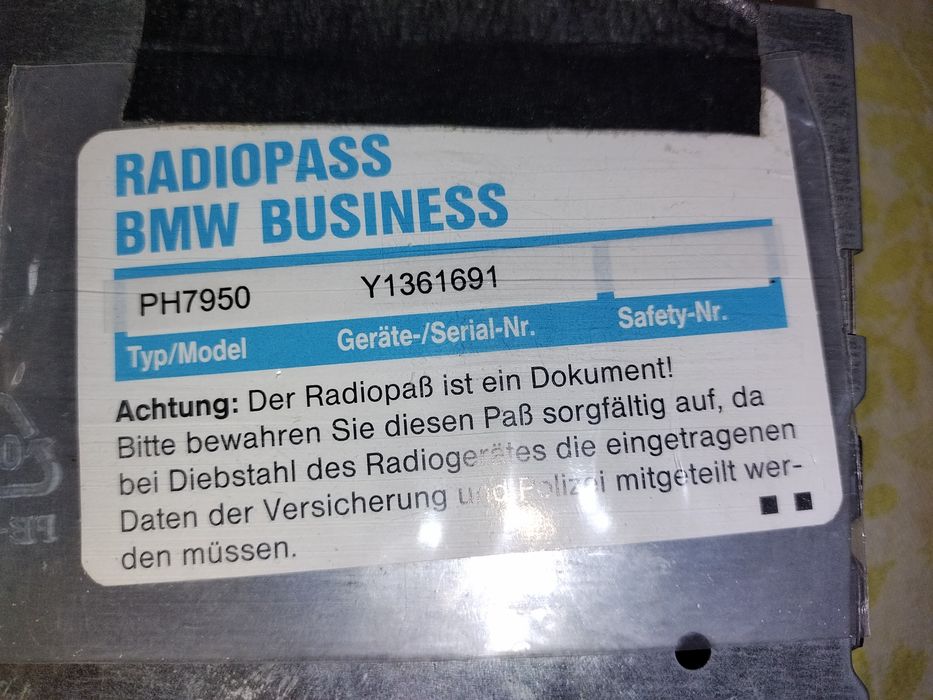 RADIOPASS
BMW BUSINESS
PH7950 Y1361691
Typ/Model Geräte-/Serial-Nr. Safety-Nr.
Achtung: Der Radiopaß ist ein Dokument!
Bitte bewahren Sie diesen Paß sorgfältig auf, da
bei Diebstahl des Radiogerätes die eingetragenen
Daten der Versicherung und Polizei mitgeteilt wer-
den müssen.